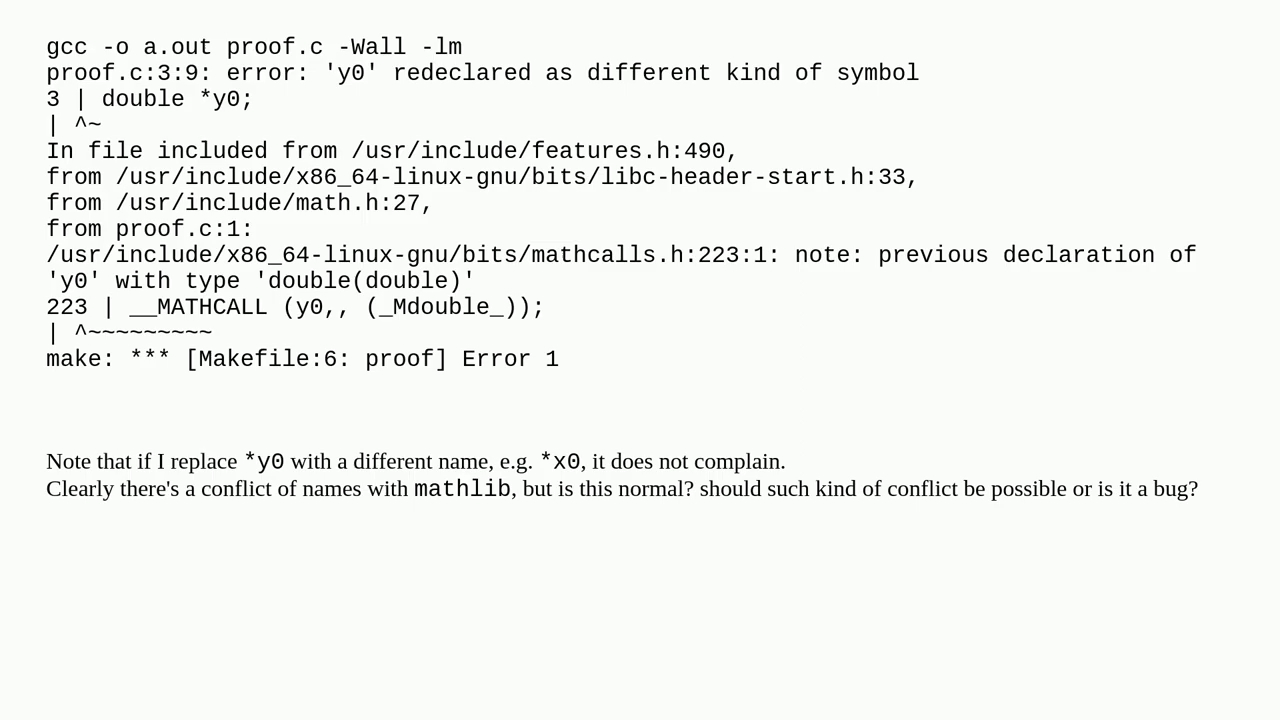 gcc -o a.out proof.c -Wall -lm
proof.c:3:9: error: 'y0' redeclared as different kind of symbol
3 | double *y0;
| ^~
In file included from /usr/include/features.h:490,
from /usr/include/x86_64-linux-gnu/bits/libc-header-start.h:33,
from /usr/include/math.h:27,
from proof.c:1:
/usr/include/x86_64-linux-gnu/bits/mathcalls.h:223:1: note: previous declaration of
'y0' with type 'double(double)'
223 | __MATHCALL (y0,, (_Mdouble_));
| ^~~~~~~~~~
make: *** [Makefile:6: proof] Error 1
Note that if I replace *y0 with a different name, e.g. *x0, it does not complain.
Clearly there's a conflict of names with mathlib, but is this normal? should such kind of conflict be possible or is it a bug?